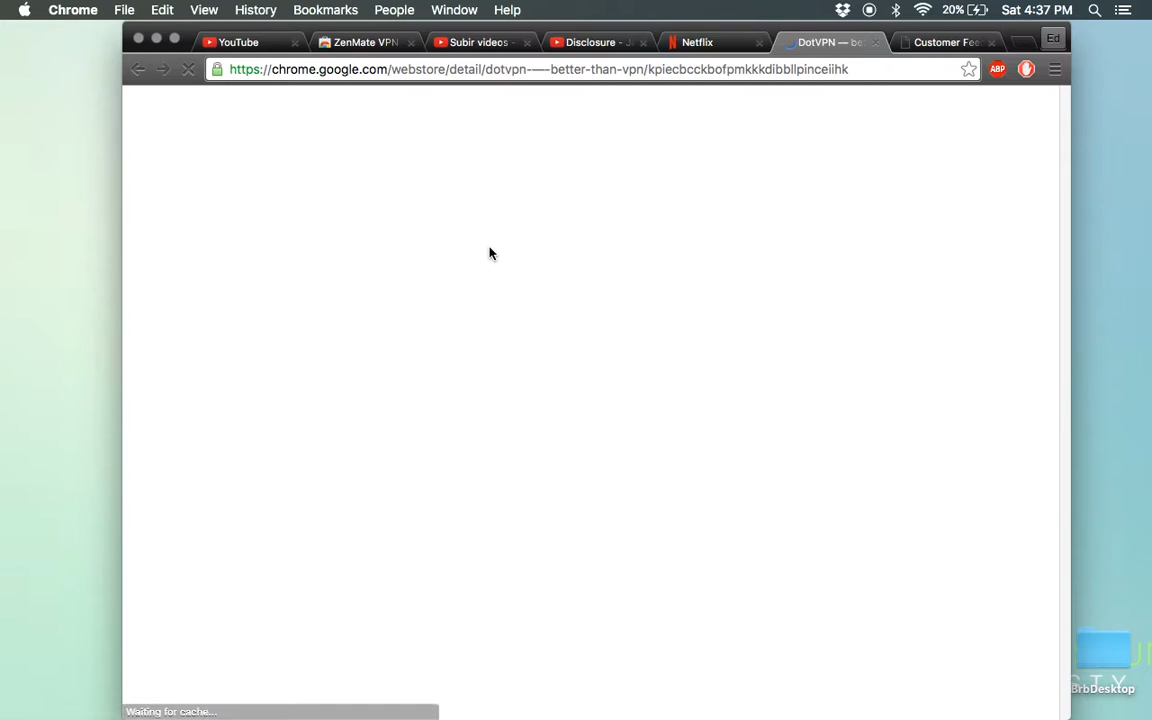 Chrome File Edit View History Bookmarks People Window Help 20% Sat 4:37 PM
YouTube ZenMate VPN Subir videos - Disclosure - J Netflix DotVPN — be Customer Fee Ed
https://chrome.google.com/webstore/detail/dotvpn-—-better-than-vpn/kpiecbcckbofpmkkkdibbllpinceiihk ABP
Waiting for cache...
BrbDesktop